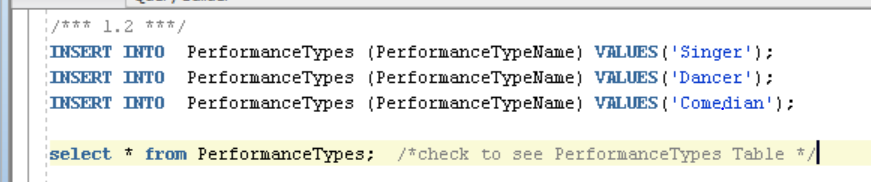 /*** 1.2 ***/
INSERT INTO  PerformanceTypes (PerformanceTypeName) VALUES('Singer');
INSERT INTO  PerformanceTypes (PerformanceTypeName) VALUES('Dancer');
INSERT INTO  PerformanceTypes (PerformanceTypeName) VALUES('Comedian');
select * from PerformanceTypes;  /*check to see PerformanceTypes Table */